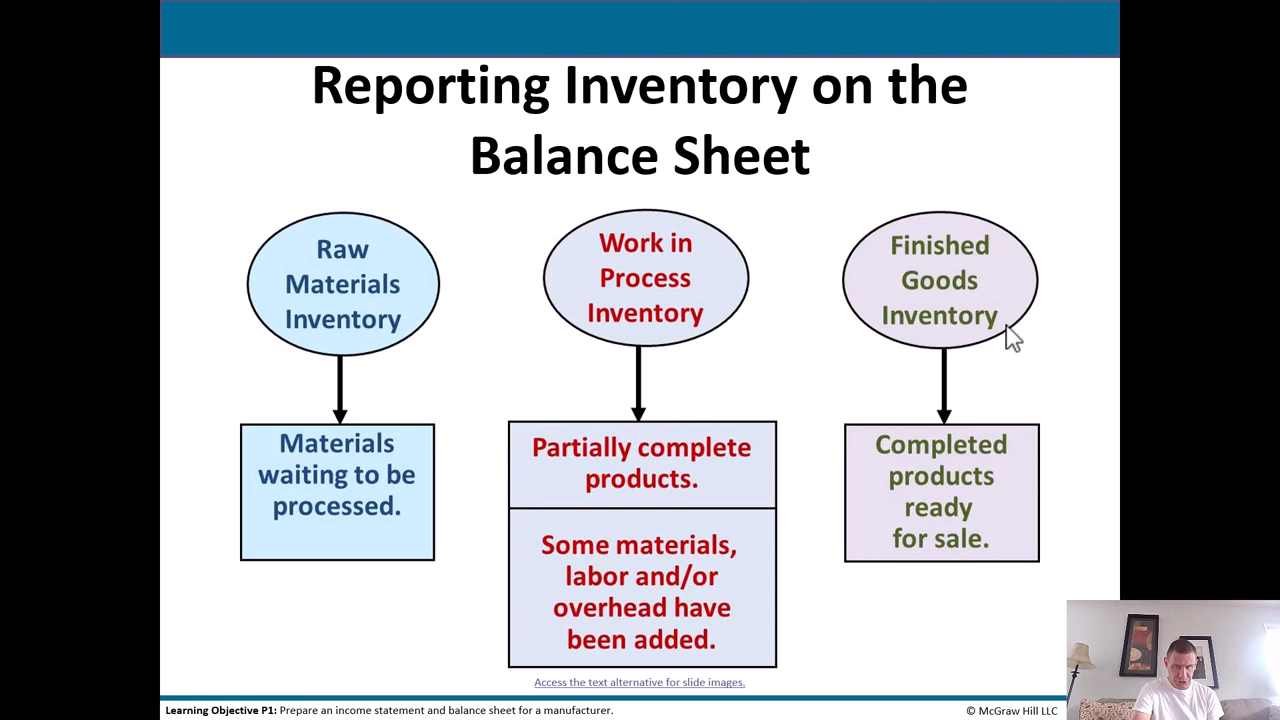 Reporting Inventory on the
Balance Sheet
Raw
Materials
Inventory
Work in
Process
Inventory
Finished
Goods
Inventory
Materials
waiting to be
processed.
Partially complete
products.
Some materials,
labor and/or
overhead have
been added.
Completed
products
ready
for sale.
Access the text alternative for slide images.
Learning Objective P1: Prepare an income statement and balance sheet for a manufacturer.
© McGraw Hill LLC